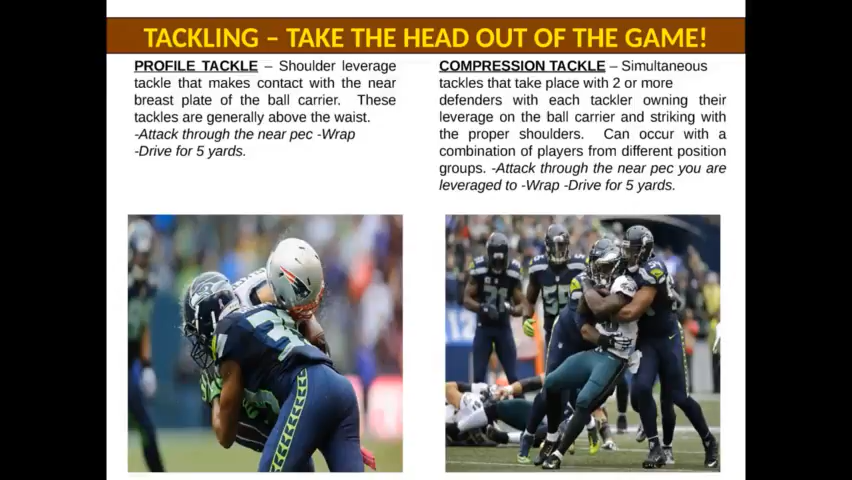 TACKLING – TAKE THE HEAD OUT OF THE GAME!
PROFILE TACKLE – Shoulder leverage
tackle that makes contact with the near
breast plate of the ball carrier. These
tackles are generally above the waist.
-Attack through the near pec -Wrap
-Drive for 5 yards.
COMPRESSION TACKLE – Simultaneous
tackles that take place with 2 or more
defenders with each tackler owning their
leverage on the ball carrier and striking with
the proper shoulders. Can occur with a
combination of players from different position
groups. -Attack through the near pec you are
leveraged to -Wrap -Drive for 5 yards.